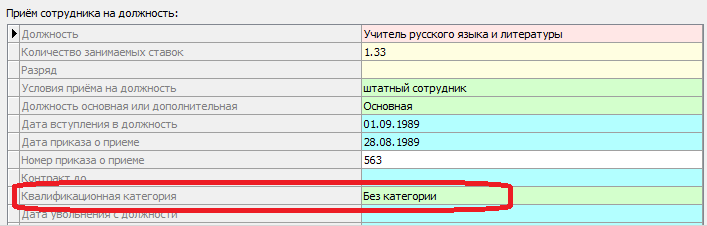 Приём сотрудника на должность:
Должность Учитель русского языка и литературы
Количество занимаемых ставок 1.33
Разряд
Условия приёма на должность штатный сотрудник
Должность основная или дополнительная Основная
Дата вступления в должность 01.09.1989
Дата приказа о приеме 28.08.1989
Номер приказа о приеме 563
Контракт до
Квалификационная категория Без категории
Дата увольнения с должности